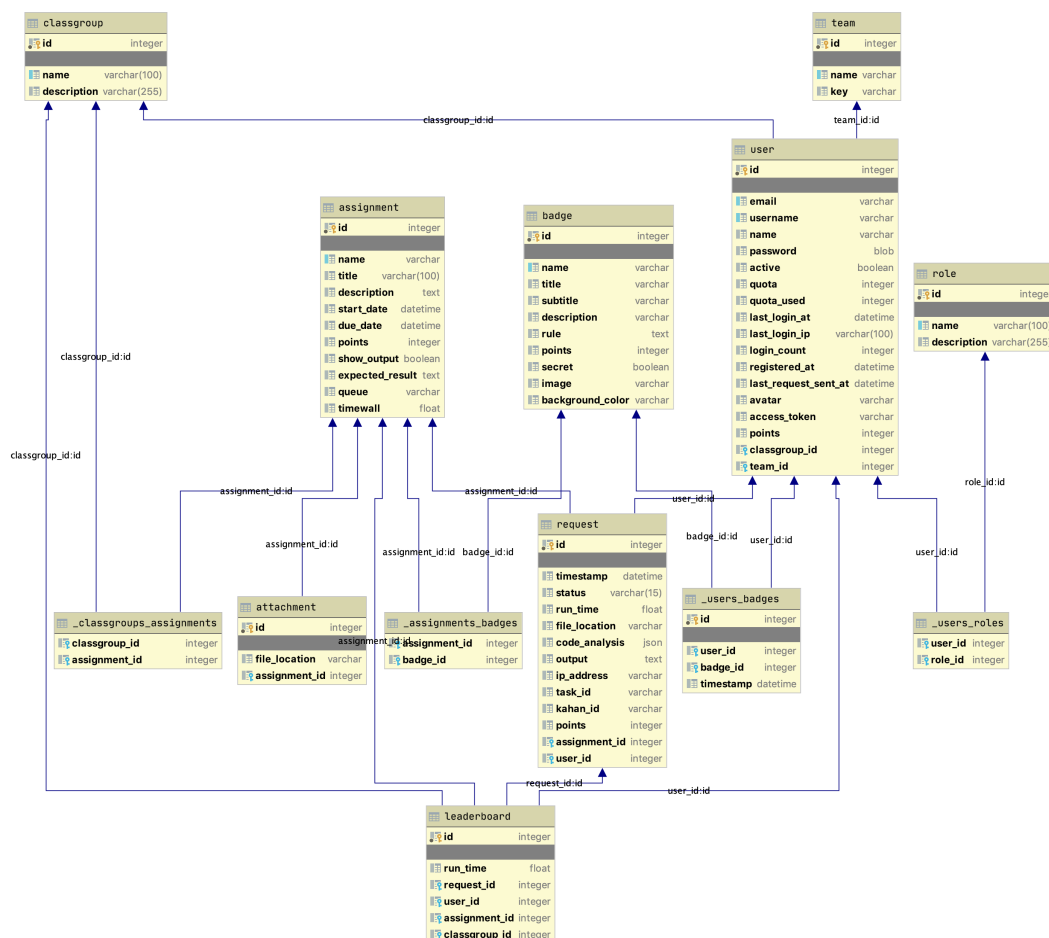 classgroup
id integer
name varchar(100)
description varchar(255)
team
id integer
name varchar
key varchar
classgroup_id:id
team_id:id
user
id integer
email varchar
username varchar
name varchar
password blob
active boolean
quota integer
quota_used integer
last_login_at datetime
last_login_ip varchar(100)
login_count integer
registered_at datetime
last_request_sent_at datetime
avatar varchar
access_token varchar
points integer
classgroup_id integer
team_id integer
assignment
id integer
name varchar
title varchar(100)
description text
start_date datetime
due_date datetime
points integer
show_output boolean
expected_result text
queue varchar
timewall float
badge
id integer
name varchar
title varchar
subtitle varchar
description varchar
rule text
points integer
secret boolean
image varchar
background_color varchar
role
id intege
name varchar(100)
description varchar(255)
classgroup_id:id
classgroup_id:id
assignment_id:id
assignment_id:id
user_id:id
role_id:id
assignment_id:id
assignment_id:id
badge_id:id
badge_id:id
user_id:id
user_id:id
request
id integer
timestamp datetime
status varchar(15)
run_time float
file_location varchar
code_analysis json
output text
ip_address varchar
task_id varchar
kahan_id varchar
points integer
assignment_id integer
user_id integer
_classgroups_assignments
classgroup_id integer
assignment_id integer
attachment
id integer
file_location varchar
assignment_id integer
assignment_id:id
_assignments_badges
assignment_id integer
badge_id integer
_users_badges
id integer
user_id integer
badge_id integer
timestamp datetime
_users_roles
user_id integer
role_id integer
request_id:id
user_id:id
leaderboard
id integer
run_time float
request_id integer
user_id integer
assignment_id integer
classgroup_id integer